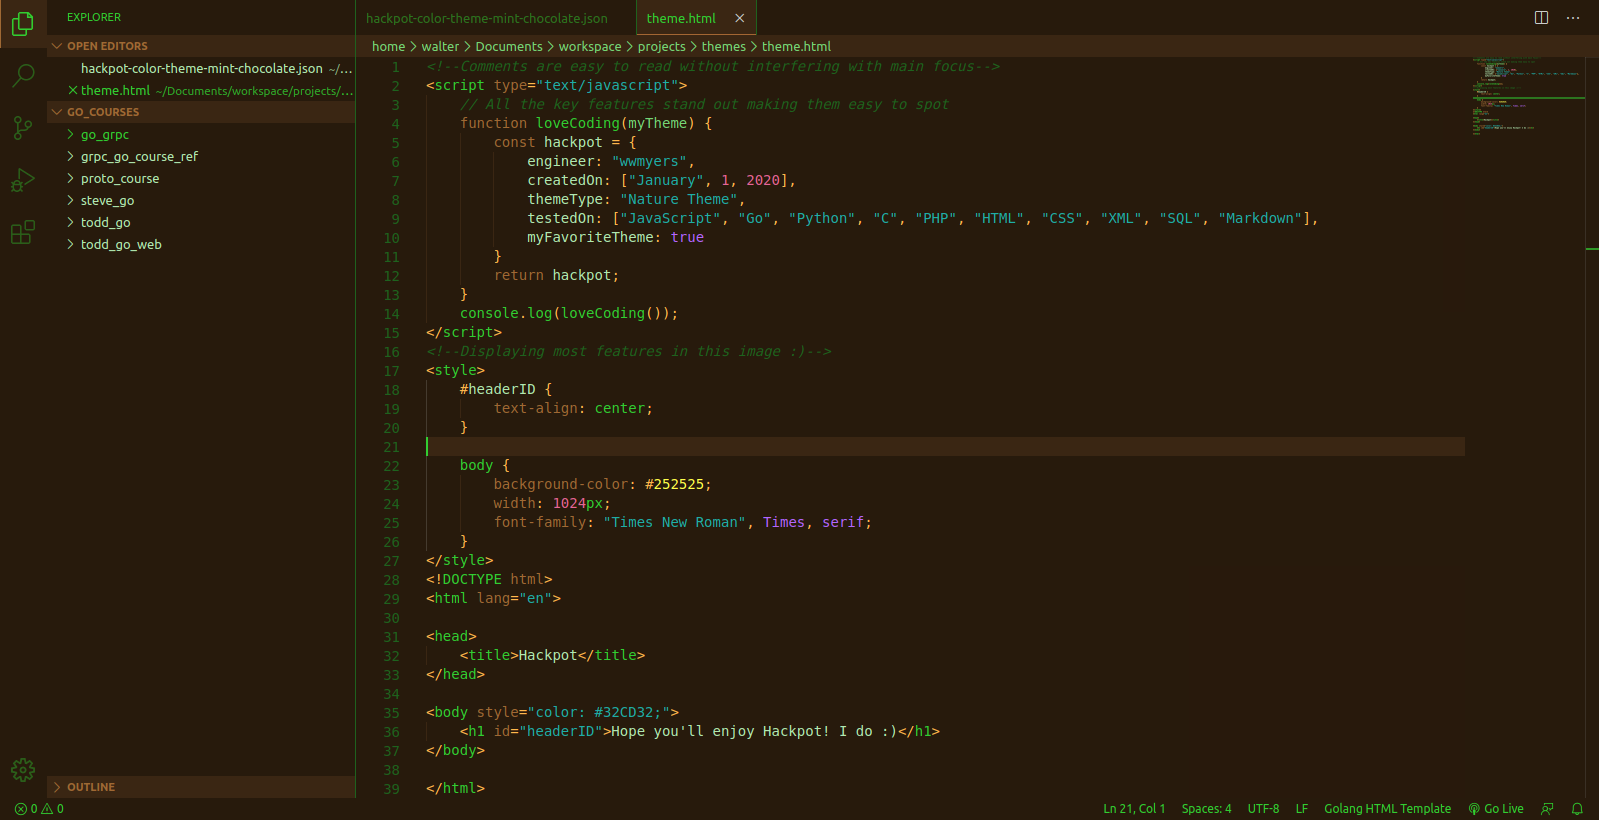 EXPLORER
OPEN EDITORS
hackpot-color-theme-mint-chocolate.json ~/...
theme.html ~/Documents/workspace/projects/...
GO_COURSES
go_grpc
grpc_go_course_ref
proto_course
steve_go
todd_go
todd_go_web
OUTLINE
hackpot-color-theme-mint-chocolate.json
theme.html
home > walter > Documents > workspace > projects > themes > theme.html
1 <!--Comments are easy to read without interfering with main focus-->
2 <script type="text/javascript">
3     // All the key features stand out making them easy to spot
4     function loveCoding(myTheme) {
5         const hackpot = {
6             engineer: "wwmyers",
7             createdOn: ["January", 1, 2020],
8             themeType: "Nature Theme",
9             testedOn: ["JavaScript", "Go", "Python", "C", "PHP", "HTML", "CSS", "XML", "SQL", "Markdown"],
10             myFavoriteTheme: true
11         }
12         return hackpot;
13     }
14     console.log(loveCoding());
15 </script>
16 <!--Displaying most features in this image :)-->
17 <style>
18     #headerID {
19         text-align: center;
20     }
21
22     body {
23         background-color: #252525;
24         width: 1024px;
25         font-family: "Times New Roman", Times, serif;
26     }
27 </style>
28 <!DOCTYPE html>
29 <html lang="en">
30
31 <head>
32     <title>Hackpot</title>
33 </head>
34
35 <body style="color: #32CD32;">
36     <h1 id="headerID">Hope you'll enjoy Hackpot! I do :)</h1>
37 </body>
38
39 </html>
0 0
Ln 21, Col 1 Spaces: 4 UTF-8 LF Golang HTML Template Go Live